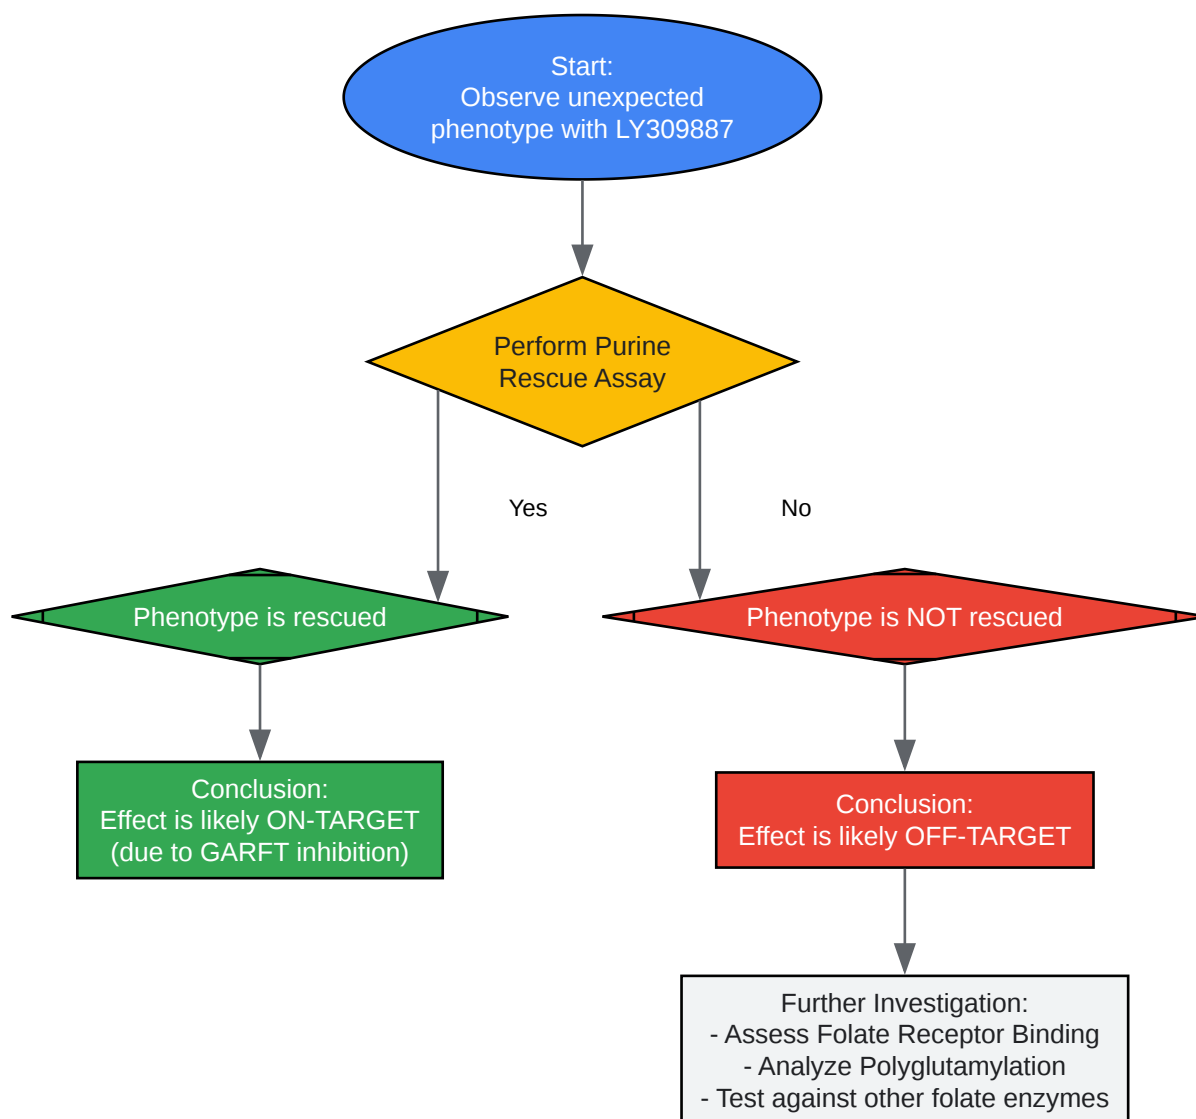 Start:
Observe unexpected
phenotype with LY309887
Perform Purine
Rescue Assay
Yes
No
Phenotype is rescued
Phenotype is NOT rescued
Conclusion:
Effect is likely ON-TARGET
(due to GARFT inhibition)
Conclusion:
Effect is likely OFF-TARGET
Further Investigation:
- Assess Folate Receptor Binding
- Analyze Polyglutamylation
- Test against other folate enzymes